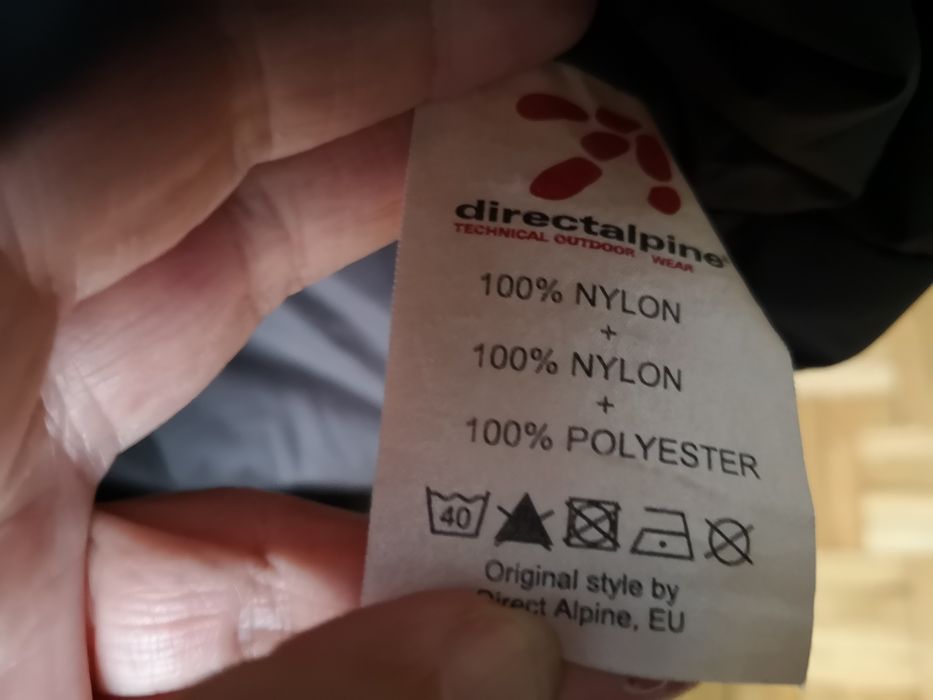 directalpine
TECHNICAL OUTDOOR WEAR
100% NYLON
+
100% NYLON
+
100% POLYESTER
40
Original style by
Direct Alpine, EU